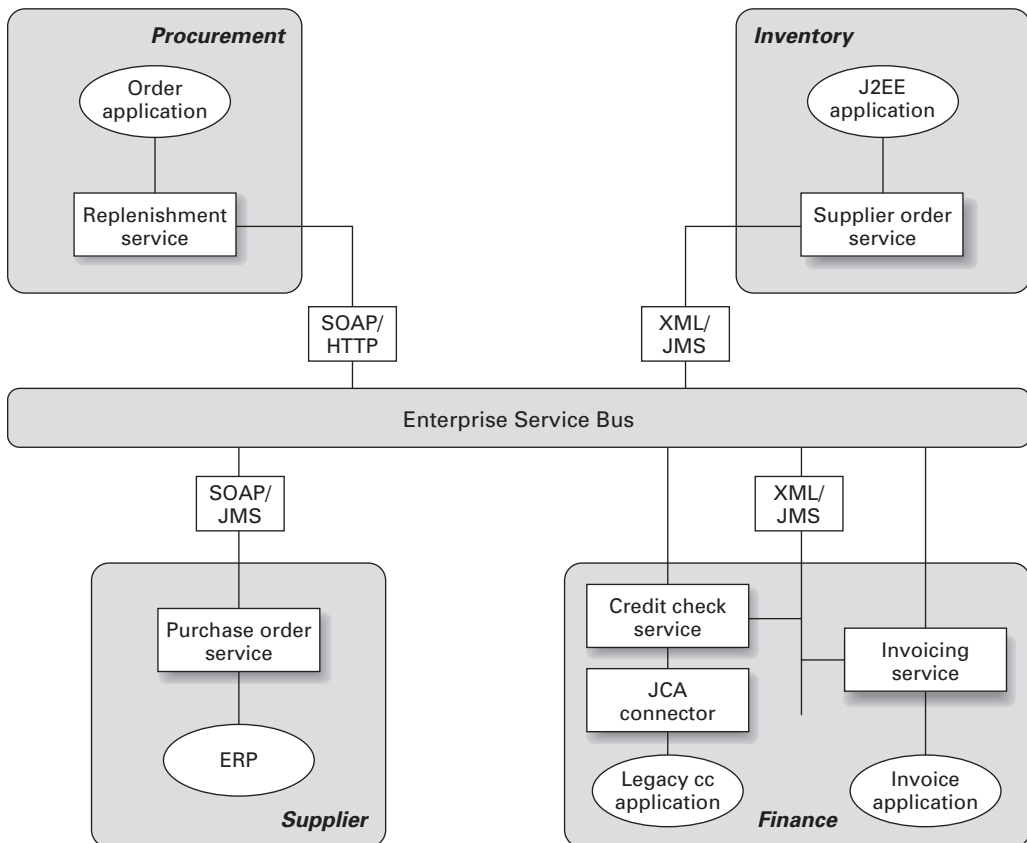 Procurement
Order
application
Replenishment
service
Inventory
J2EE
application
Supplier order
service
SOAP/
HTTP
XML/
JMS
Enterprise Service Bus
SOAP/
JMS
XML/
JMS
Purchase order
service
ERP
Supplier
Credit check
service
JCA
connector
Legacy cc
application
Invoicing
service
Invoice
application
Finance